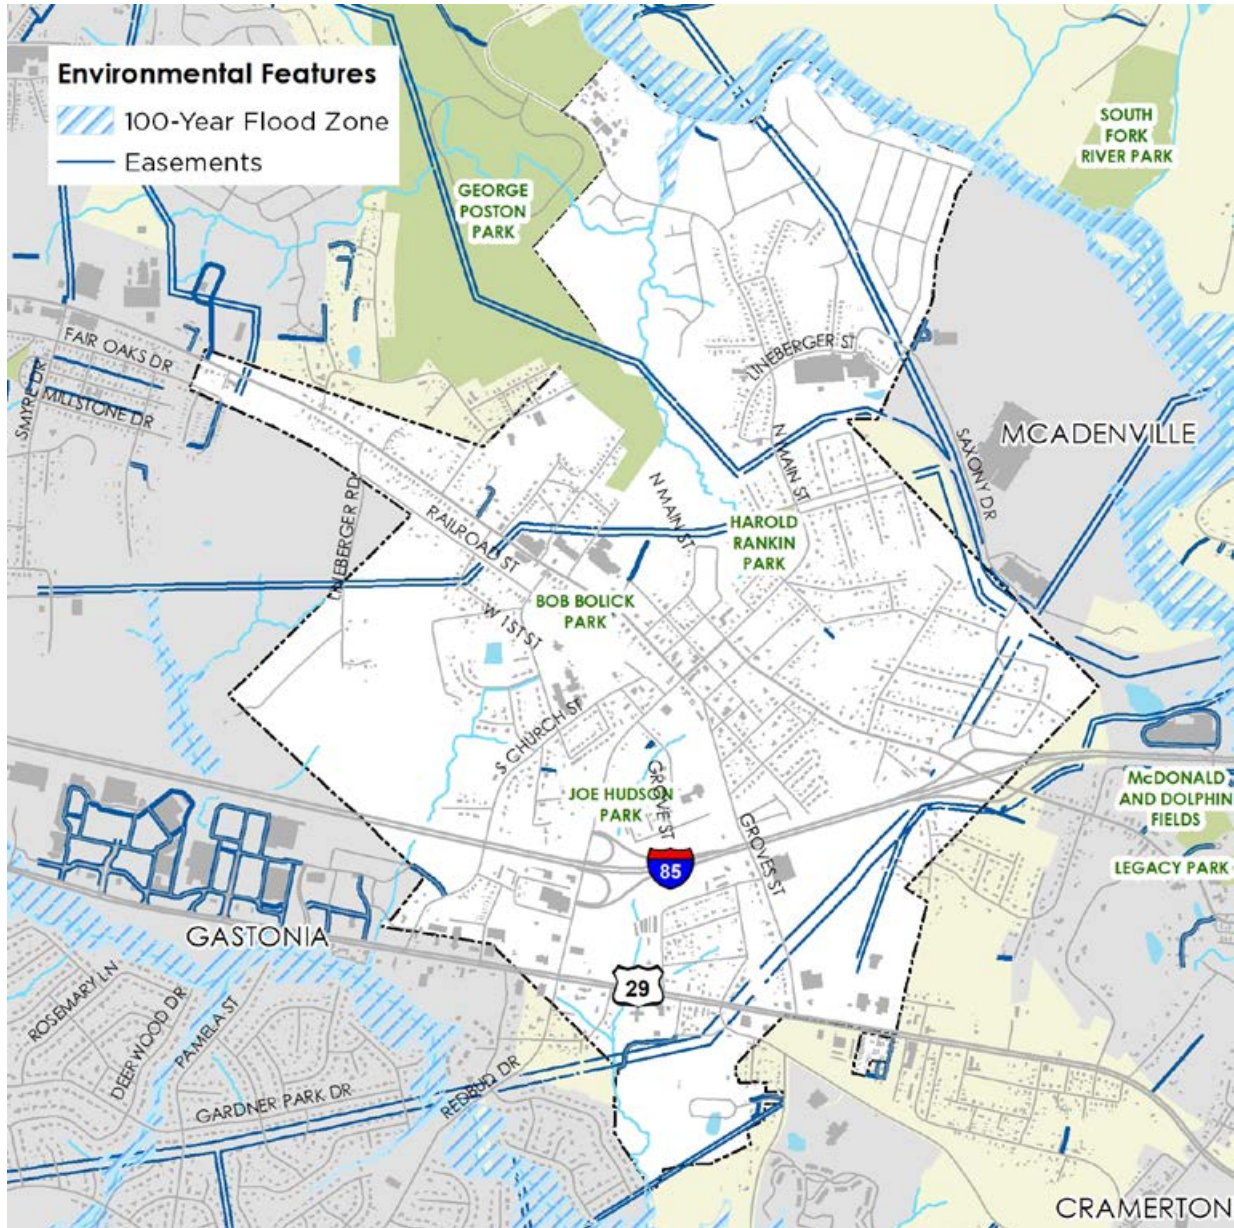 Environmental Features
100-Year Flood Zone
Easements
SOUTH
FORK
RIVER PARK
GEORGE
POSTON
PARK
FAIR OAKS DR
SMYRE DR
MILLSTONE DR
LINEBERGER ST
MCADENVILLE
SAXONY DR
N MAIN ST
N MAIN ST
LINEBERGER RD
RAILROAD ST
HAROLD
RANKIN
PARK
BOB BOLICK
PARK
W 1ST ST
S CHURCH ST
GROVE ST
JOE HUDSON
PARK
GROVES ST
85
McDONALD
AND DOLPHIN
FIELDS
LEGACY PARK
GASTONIA
29
ROSEMARY LN
DEERWOOD DR
PAMELA ST
GARDNER PARK DR
REDBUD DR
CRAMERTON